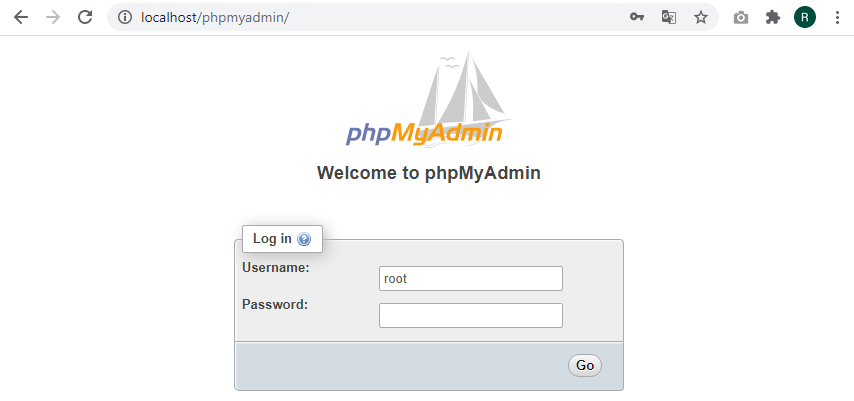 localhost/phpmyadmin/
R
phpMyAdmin
Welcome to phpMyAdmin
Log in
Username:
root
Password:
Go